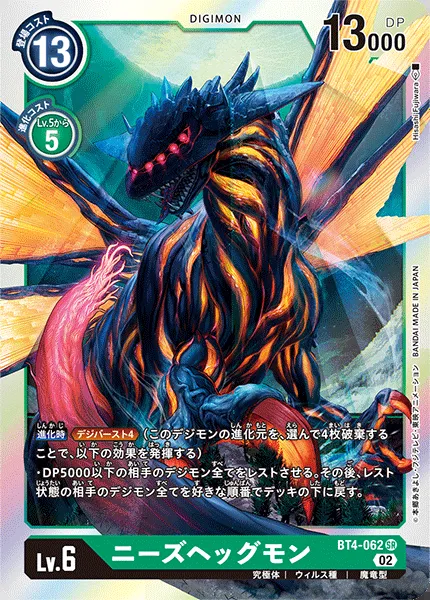 DIGIMON
登場コスト
13
DP
13000
進化コスト
Lv.5から
5
Hisashi Fujiwara
© 本郷あきよし・フジテレビ・東映アニメーション BANDAI MADE IN JAPAN
しんかじ
進化時 デジバースト4 (このデジモンの進化元を、選んで4枚破棄する
ことで、以下の効果を発揮する)
・DP5000以下の相手のデジモン全てをレストさせる。その後、レスト
状態の相手のデジモン全てを好きな順番でデッキの下に戻す。
BT4-062 SR
Lv.6
ニーズヘッグモン
02
究極体 | ウィルス種 | 魔竜型